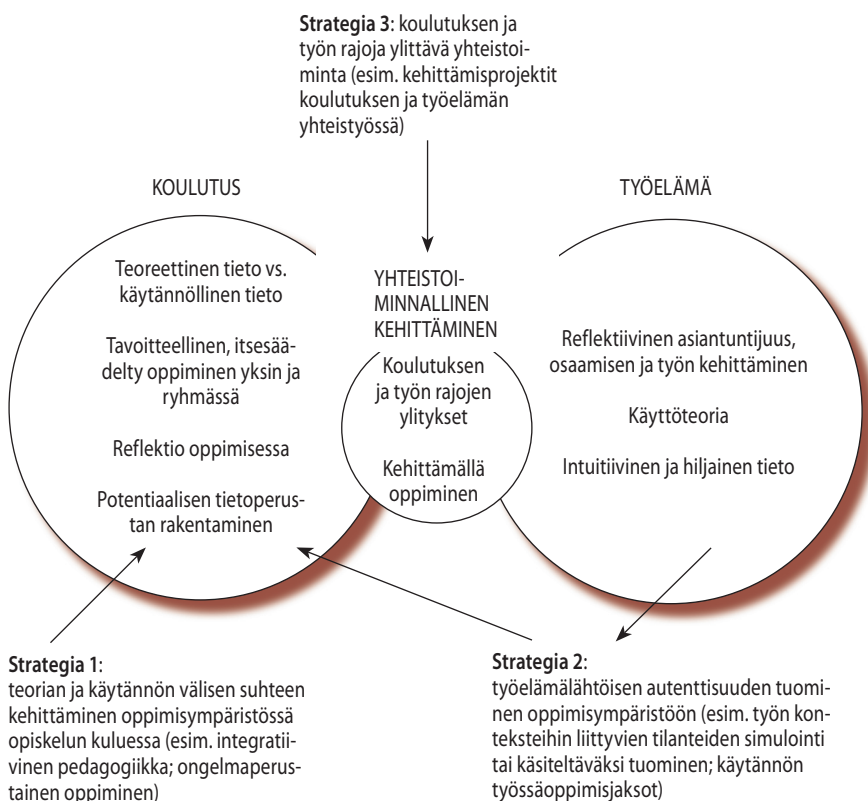 Strategia 3: koulutuksen ja
työn rajoja ylittävä yhteistoi-
minta (esim. kehittämisprojektit
koulutuksen ja työelämän
yhteistyössä)
KOULUTUS
TYÖELÄMÄ
Teoreettinen tieto vs.
käytännöllinen tieto
Tavoitteellinen, itsesää-
delty oppiminen yksin ja
ryhmässä
Reflektio oppimisessa
Potentiaalisen tietoperus-
tan rakentaminen
YHTEISTOI-
MINNALLINEN
KEHITTÄMINEN
Koulutuksen
ja työn rajojen
ylitykset
Kehittämällä
oppiminen
Reflektiivinen asiantuntijuus,
osaamisen ja työn kehittäminen
Käyttöteoria
Intuitiivinen ja hiljainen tieto
Strategia 1:
teorian ja käytännön välisen suhteen
kehittäminen oppimisympäristössä
opiskelun kuluessa (esim. integratii-
vinen pedagogiikka; ongelmaperus-
tainen oppiminen)
Strategia 2:
työelämälähtöisen autenttisuuden tuomi-
nen oppimisympäristöön (esim. työn kon-
teksteihin liittyvien tilanteiden simulointi
tai käsiteltäväksi tuominen; käytännön
työssäoppimisjaksot)